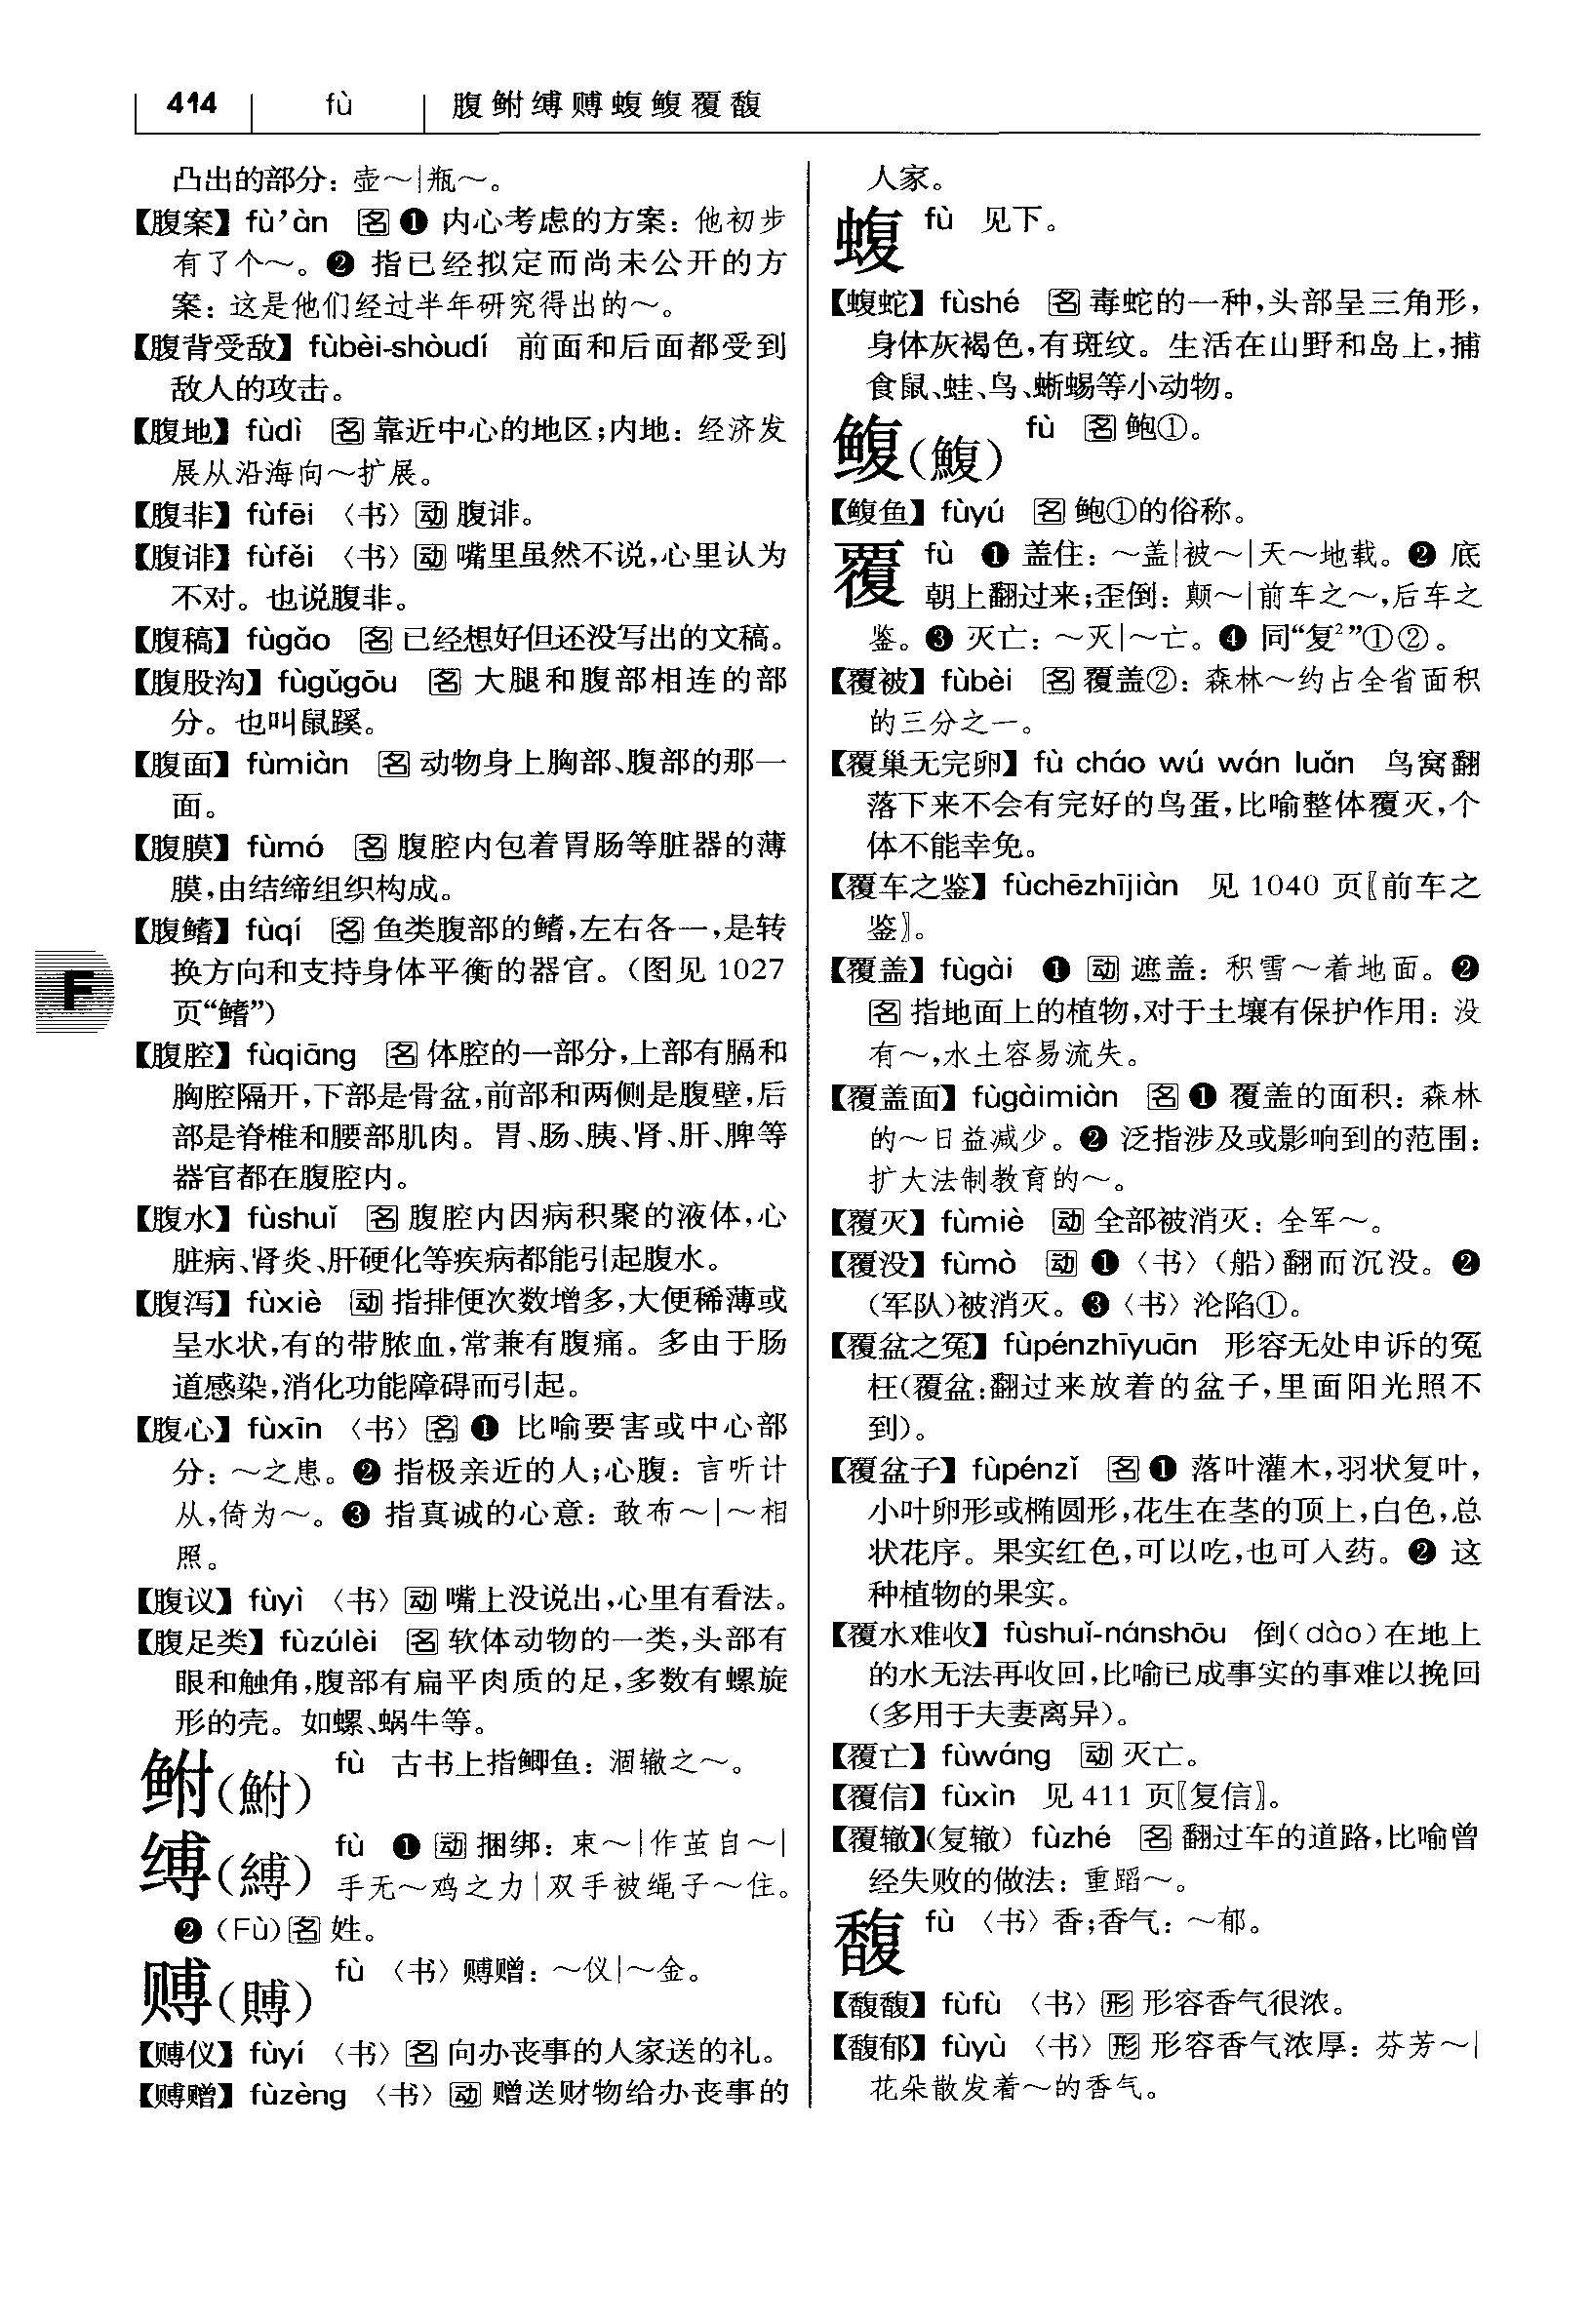 414 fù 腹鲋缚赙蝮鳆覆馥
凸出的部分：壶～|瓶～。
【腹案】fù’àn 名 ❶ 内心考虑的方案：他初步
有了个～。❷ 指已经拟定而尚未公开的方
案：这是他们经过半年研究得出的～。
【腹背受敌】fùbèi-shòudí 前面和后面都受到
敌人的攻击。
【腹地】fùdì 名 靠近中心的地区；内地：经济发
展从沿海向～扩展。
【腹非】fùfēi 〈书〉动 腹诽。
【腹诽】fùfěi 〈书〉动 嘴里虽然不说，心里认为
不对。也说腹非。
【腹稿】fùgǎo 名 已经想好但还没写出的文稿。
【腹股沟】fùgǔgōu 名 大腿和腹部相连的部
分。也叫鼠蹊。
【腹面】fùmiàn 名 动物身上胸部、腹部的那一
面。
【腹膜】fùmó 名 腹腔内包着胃肠等脏器的薄
膜，由结缔组织构成。
【腹鳍】fùqí 名 鱼类腹部的鳍，左右各一，是转
换方向和支持身体平衡的器官。（图见 1027
页“鳍”）
【腹腔】fùqiāng 名 体腔的一部分，上部有膈和
胸腔隔开，下部是骨盆，前部和两侧是腹壁，后
部是脊椎和腰部肌肉。胃、肠、胰、肾、肝、脾等
器官都在腹腔内。
【腹水】fùshuǐ 名 腹腔内因病积聚的液体，心
脏病、肾炎、肝硬化等疾病都能引起腹水。
【腹泻】fùxiè 动 指排便次数增多，大便稀薄或
呈水状，有的带脓血，常兼有腹痛。多由于肠
道感染，消化功能障碍而引起。
【腹心】fùxīn 〈书〉名 ❶ 比喻要害或中心部
分：～之患。❷ 指极亲近的人；心腹：言听计
从，倚为～。❸ 指真诚的心意：敢布～|～相
照。
【腹议】fùyì 〈书〉动 嘴上没说出，心里有看法。
【腹足类】fùzúlèi 名 软体动物的一类，头部有
眼和触角，腹部有扁平肉质的足，多数有螺旋
形的壳。如螺、蜗牛等。
鲋（鮒） fù 古书上指鲫鱼：涸辙之～。
缚（縛） fù ❶ 动 捆绑：束～|作茧自～|
手无～鸡之力|双手被绳子～住。
❷（Fù）名 姓。
赙（賻） fù 〈书〉赙赠：～仪|～金。
【赙仪】fùyí 〈书〉名 向办丧事的人家送的礼。
【赙赠】fùzèng 〈书〉动 赠送财物给办丧事的
人家。
蝮 fù 见下。
【蝮蛇】fùshé 名 毒蛇的一种，头部呈三角形，
身体灰褐色，有斑纹。生活在山野和岛上，捕
食鼠、蛙、鸟、蜥蜴等小动物。
鳆（鰒） fù 名 鲍①。
【鳆鱼】fùyú 名 鲍①的俗称。
覆 fù ❶ 盖住：～盖|被～|天～地载。❷ 底
朝上翻过来；歪倒：颠～|前车之～，后车之
鉴。❸ 灭亡：～灭|～亡。❹ 同“复²”①②。
【覆被】fùbèi 名 覆盖②：森林～约占全省面积
的三分之一。
【覆巢无完卵】fù cháo wú wán luǎn 鸟窝翻
落下来不会有完好的鸟蛋，比喻整体覆灭，个
体不能幸免。
【覆车之鉴】fùchēzhījiàn 见 1040 页〖前车之
鉴〗。
【覆盖】fùgài ❶ 动 遮盖：积雪～着地面。❷
名 指地面上的植物，对于土壤有保护作用：没
有～，水土容易流失。
【覆盖面】fùgàimiàn 名 ❶ 覆盖的面积：森林
的～日益减少。❷ 泛指涉及或影响到的范围：
扩大法制教育的～。
【覆灭】fùmiè 动 全部被消灭：全军～。
【覆没】fùmò 动 ❶〈书〉（船）翻而沉没。❷
（军队）被消灭。❸〈书〉沦陷①。
【覆盆之冤】fùpénzhīyuān 形容无处申诉的冤
枉（覆盆：翻过来放着的盆子，里面阳光照不
到）。
【覆盆子】fùpénzǐ 名 ❶ 落叶灌木，羽状复叶，
小叶卵形或椭圆形，花生在茎的顶上，白色，总
状花序。果实红色，可以吃，也可入药。❷ 这
种植物的果实。
【覆水难收】fùshuǐ-nánshōu 倒（dào）在地上
的水无法再收回，比喻已成事实的事难以挽回
（多用于夫妻离异）。
【覆亡】fùwáng 动 灭亡。
【覆信】fùxìn 见 411 页〖复信〗。
【覆辙】（复辙） fùzhé 名 翻过车的道路，比喻曾
经失败的做法：重蹈～。
馥 fù 〈书〉香；香气：～郁。
【馥馥】fùfù 〈书〉形 形容香气很浓。
【馥郁】fùyù 〈书〉形 形容香气浓厚：芬芳～|
花朵散发着～的香气。
F